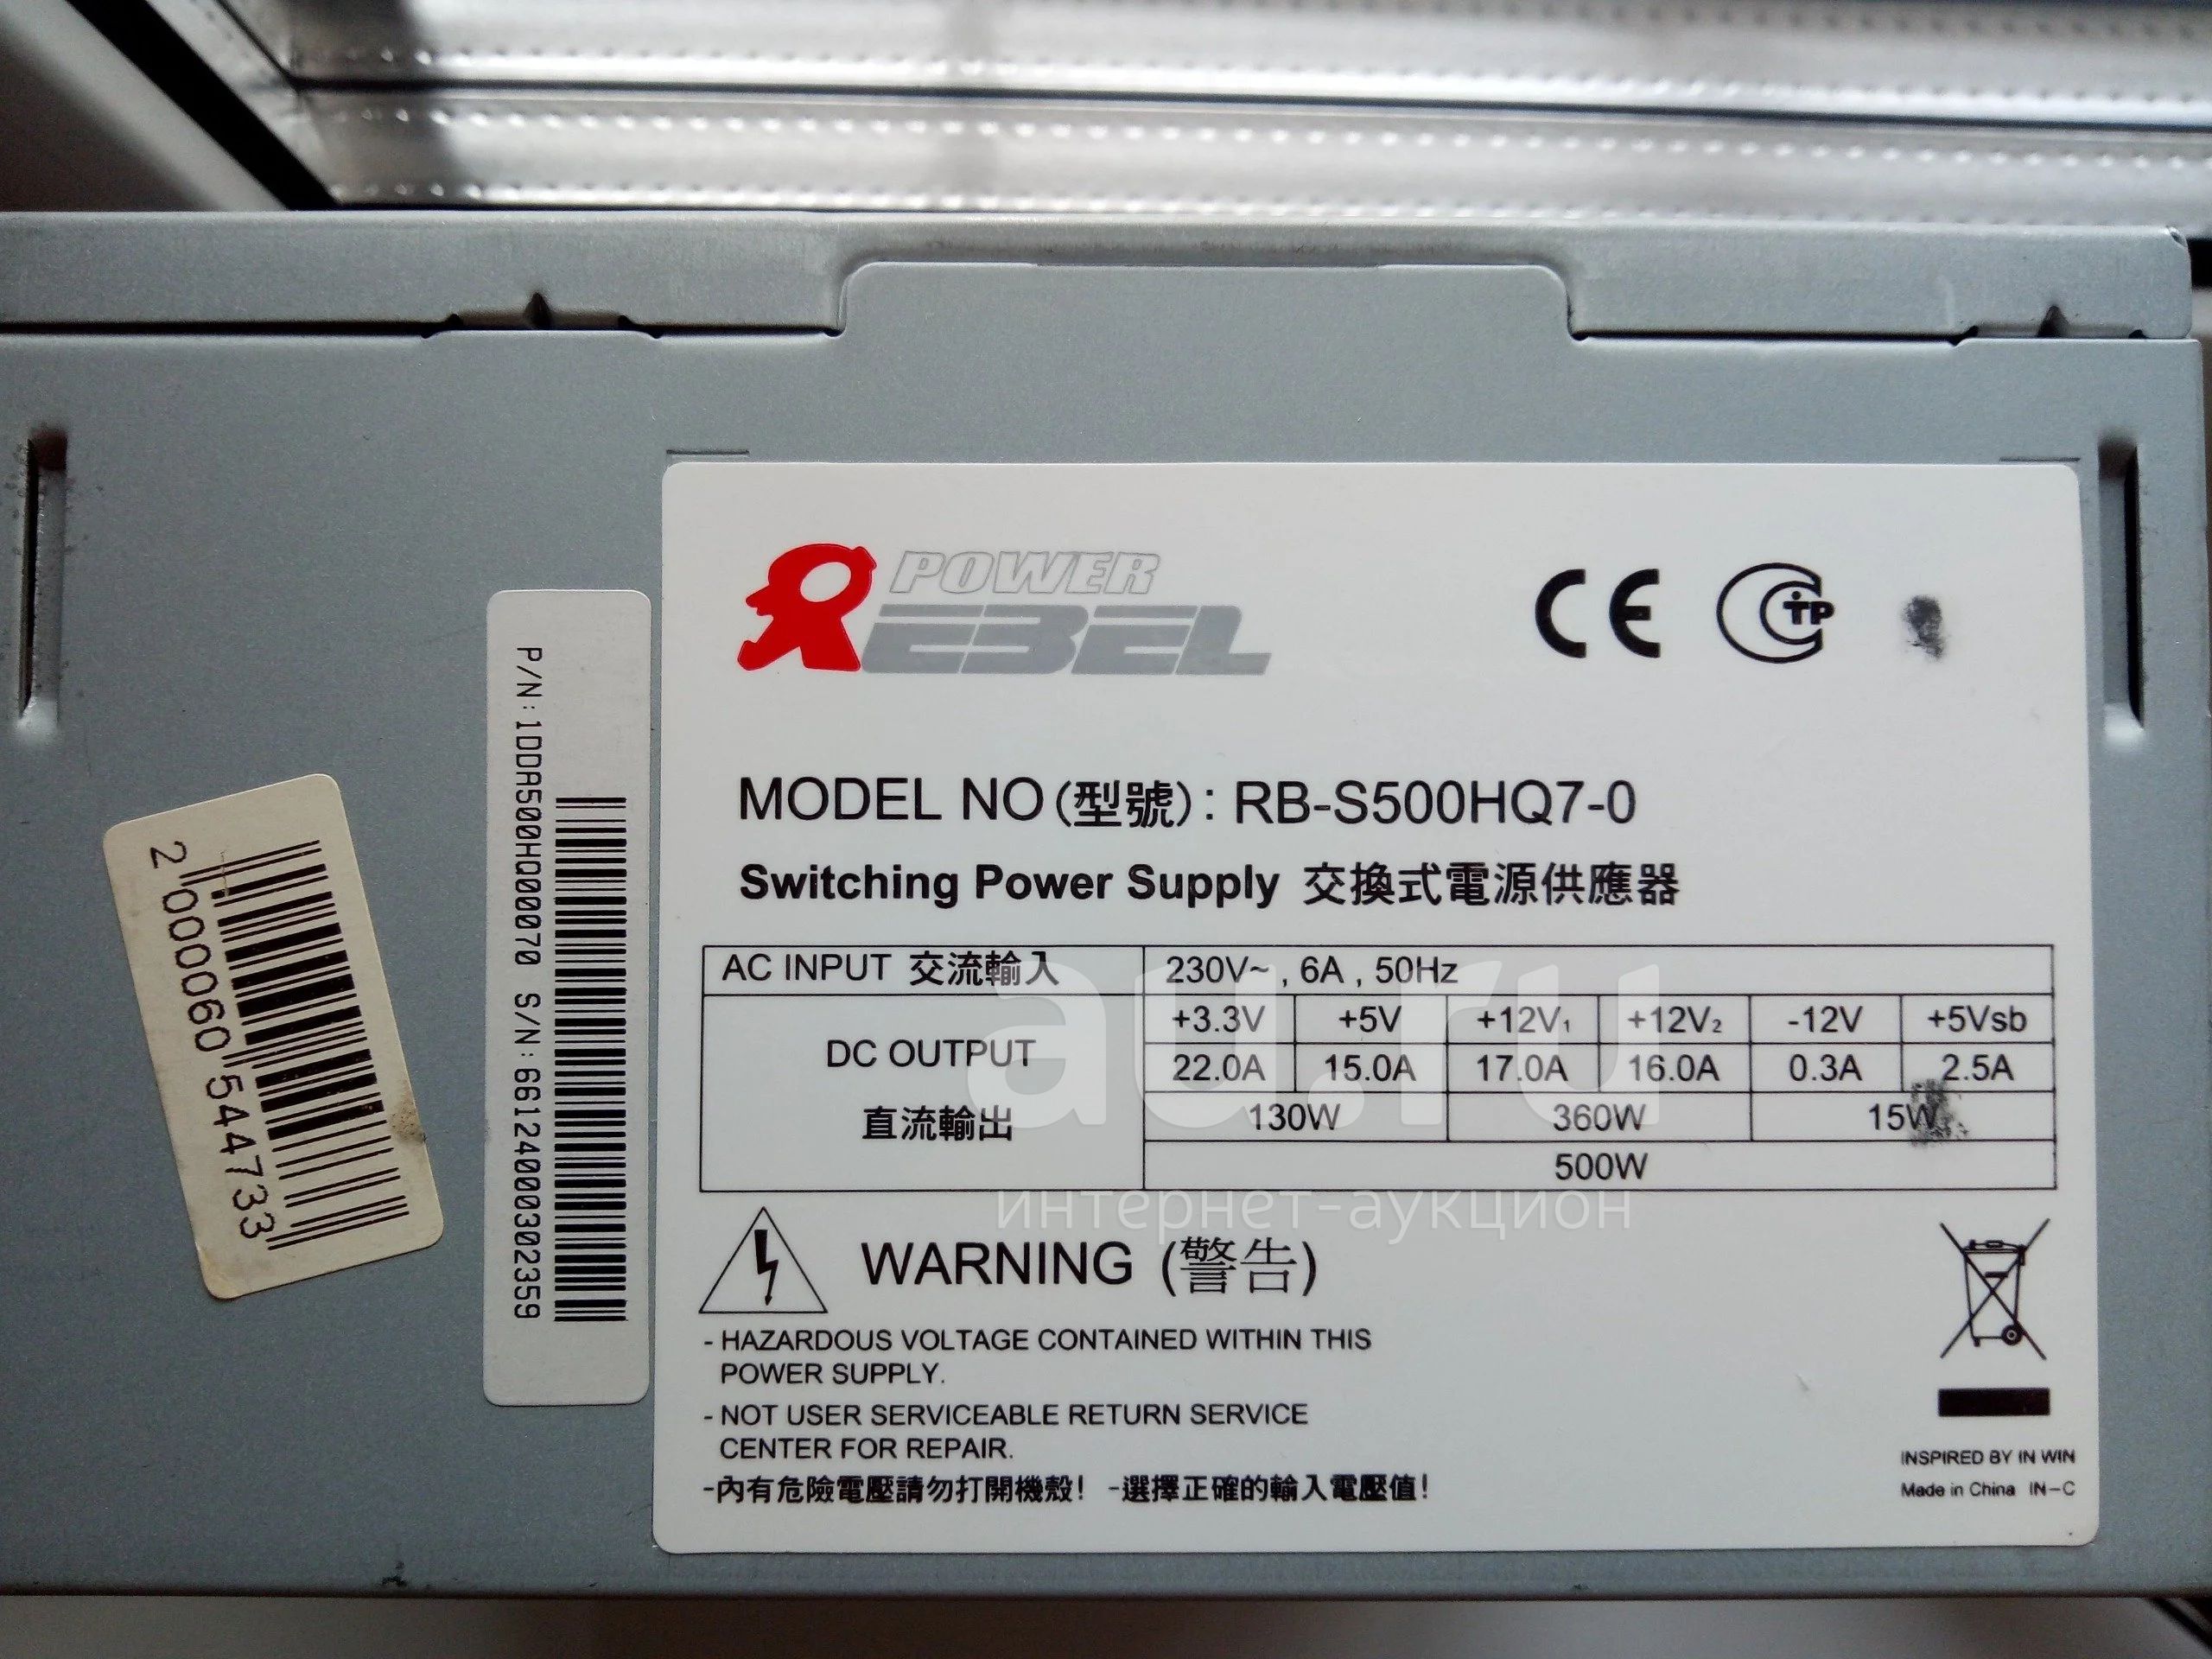 POWER
REBEL
CE
MODEL NO (型號) : RB-S500HQ7-0
Switching Power Supply 交換式電源供應器
AC INPUT 交流輸入 230V~ , 6A , 50Hz
DC OUTPUT
直流輸出
+3.3V +5V +12V₁ +12V₂ -12V +5Vsb
22.0A 15.0A 17.0A 16.0A 0.3A 2.5A
130W 360W 15W
500W
WARNING (警告)
- HAZARDOUS VOLTAGE CONTAINED WITHIN THIS
POWER SUPPLY.
- NOT USER SERVICEABLE RETURN SERVICE
CENTER FOR REPAIR.
-內有危險電壓請勿打開機殼! -選擇正確的輸入電壓值!
INSPIRED BY IN WIN
Made in China IN-C
P/N:1DDR500HQ00070 S/N:66124000302359
2 000060 544733
au.ru
интернет-аукцион